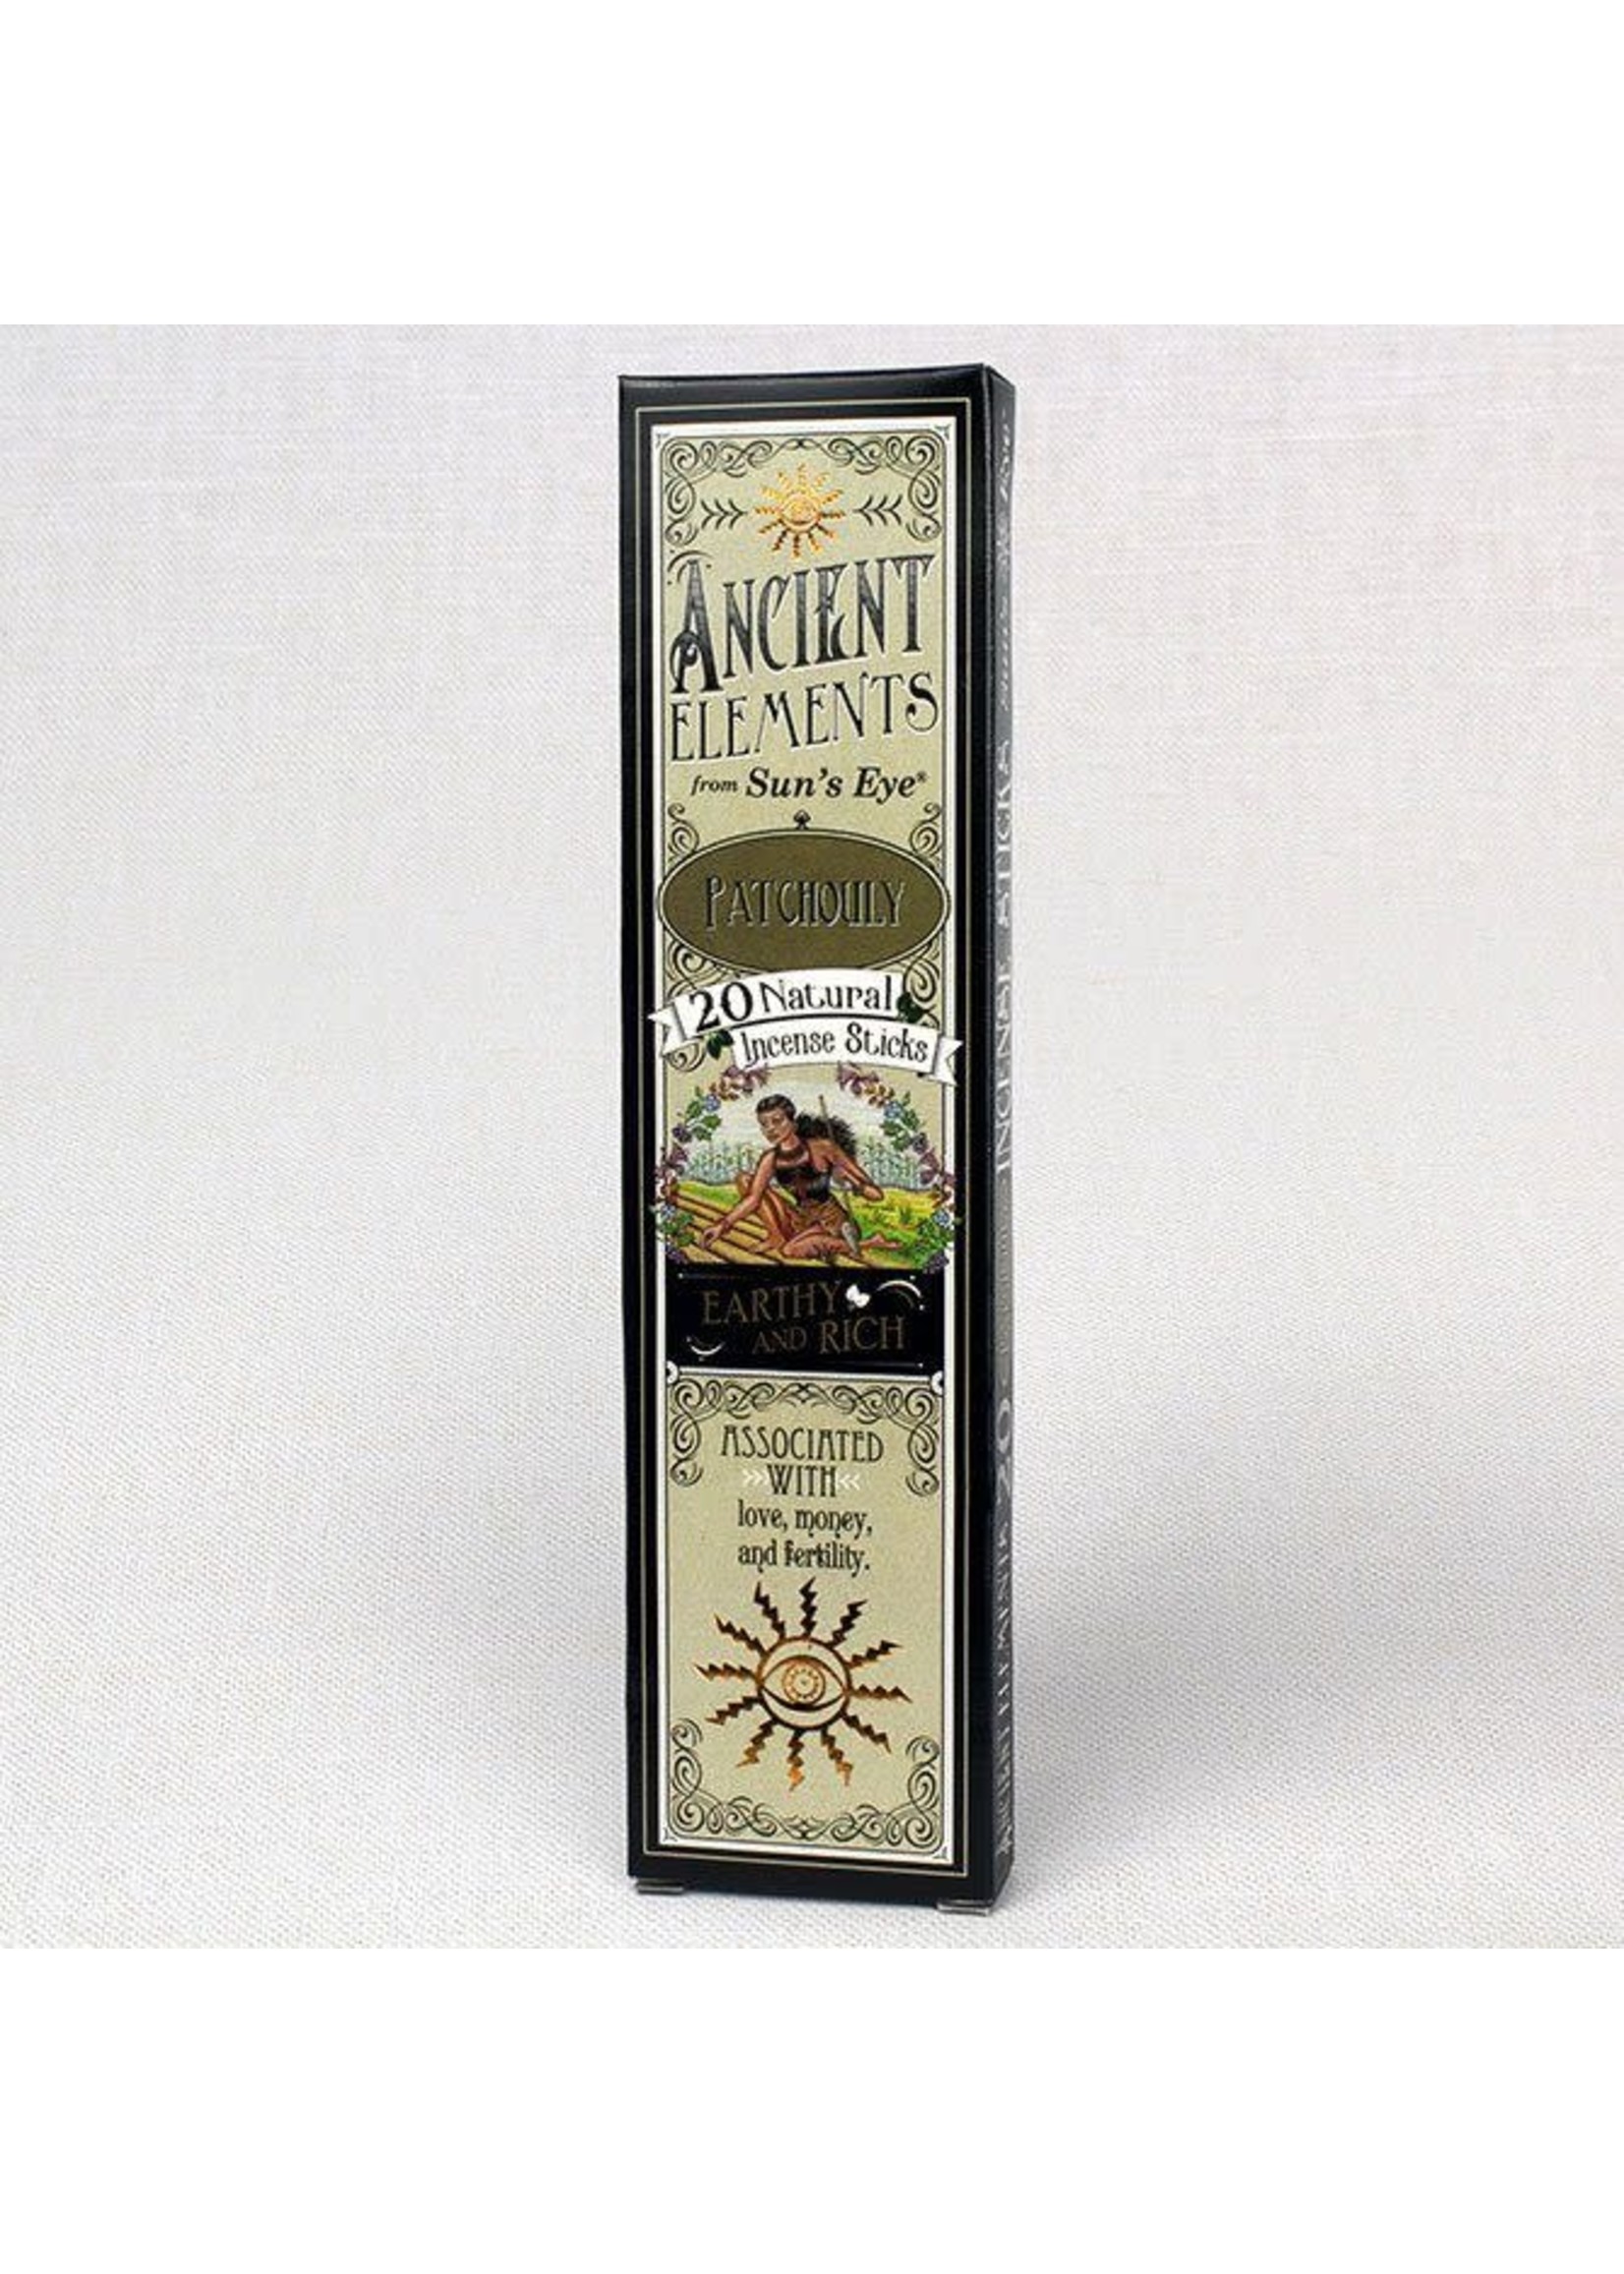 ANCIENT
ELEMENTS
from Sun's Eye®
PATCHOULY
20 Natural
Incense Sticks
EARTHY
AND RICH
ASSOCIATED
WITH
love, money,
and fertility.